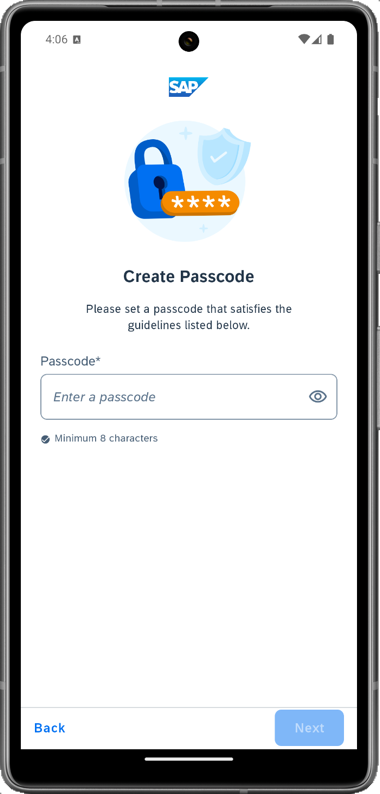 4:06
SAP
****
Create Passcode
Please set a passcode that satisfies the
guidelines listed below.
Passcode*
Enter a passcode
Minimum 8 characters
Back
Next